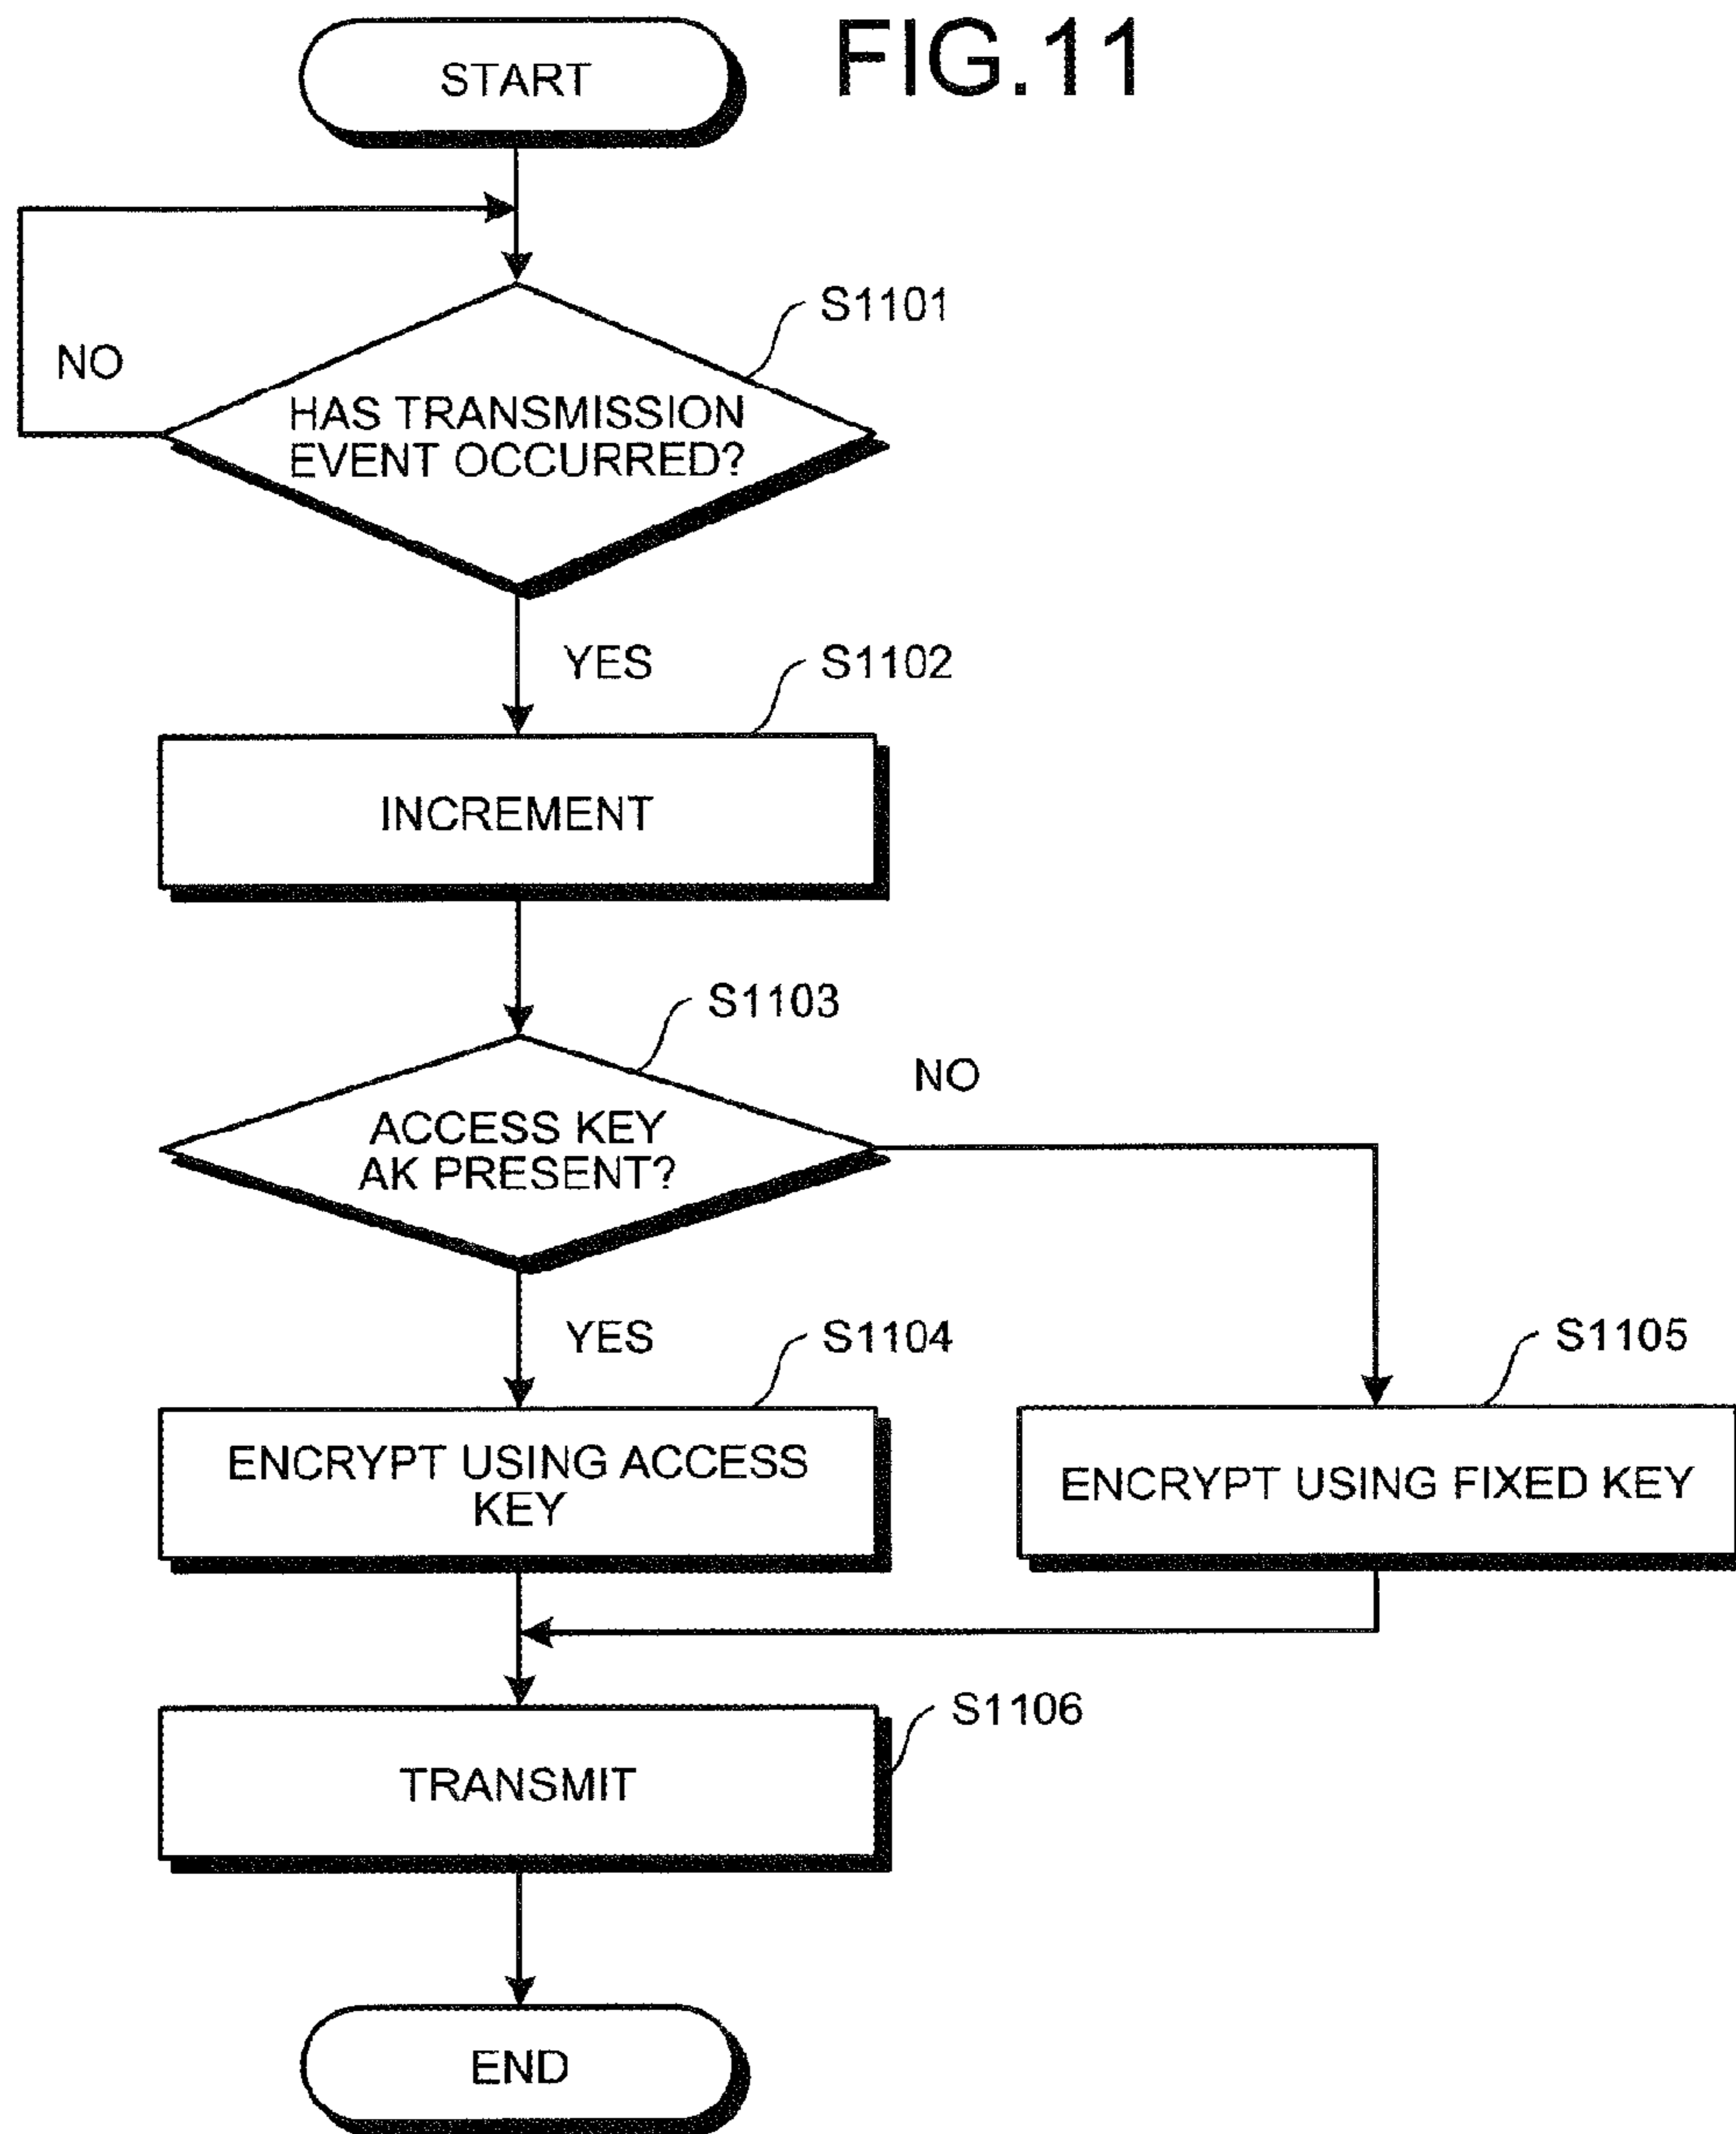 FIG.11
START
S1101
NO
HAS TRANSMISSION
EVENT OCCURRED?
YES
S1102
INCREMENT
S1103
NO
ACCESS KEY
AK PRESENT?
YES
S1104
S1105
ENCRYPT USING ACCESS
KEY
ENCRYPT USING FIXED KEY
S1106
TRANSMIT
END